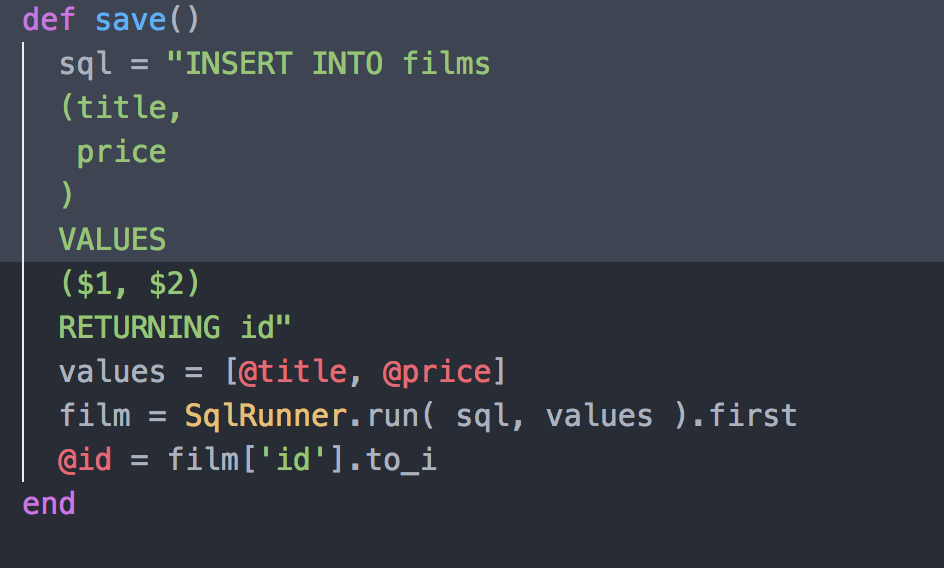 def save()
  sql = "INSERT INTO films
  (title,
   price
  )
  VALUES
  ($1, $2)
  RETURNING id"
  values = [@title, @price]
  film = SqlRunner.run( sql, values ).first
  @id = film['id'].to_i
end